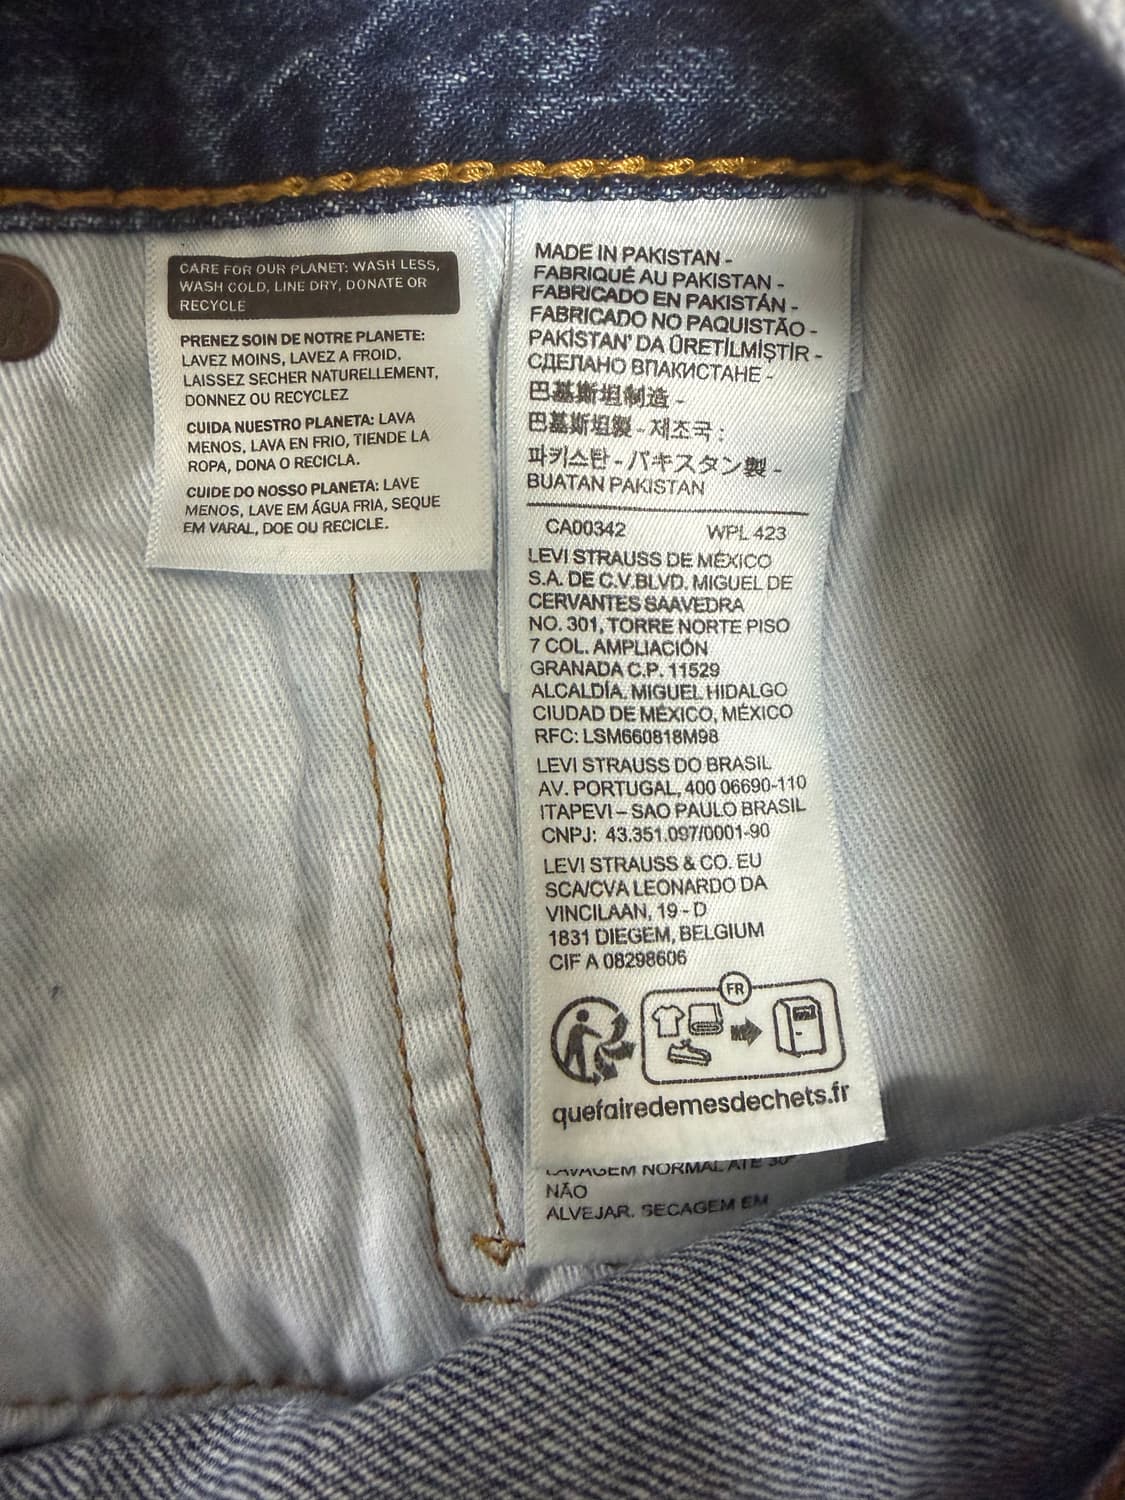 CARE FOR OUR PLANET: WASH LESS,
WASH COLD, LINE DRY, DONATE OR
RECYCLE
PRENEZ SOIN DE NOTRE PLANETE:
LAVEZ MOINS, LAVEZ A FROID,
LAISSEZ SECHER NATURELLEMENT,
DONNEZ OU RECYCLEZ
CUIDA NUESTRO PLANETA: LAVA
MENOS, LAVA EN FRIO, TIENDE LA
ROPA, DONA O RECICLA.
CUIDE DO NOSSO PLANETA: LAVE
MENOS, LAVE EM ÁGUA FRIA, SEQUE
EM VARAL, DOE OU RECICLE.
MADE IN PAKISTAN -
FABRIQUÉ AU PAKISTAN -
FABRICADO EN PAKISTÁN -
FABRICADO NO PAQUISTÃO -
PAKİSTAN' DA ÜRETİLMİŞTİR -
СДЕЛАНО ВПАКИСТАНЕ -
巴基斯坦制造 -
巴基斯坦製 - 제조국 :
파키스탄 - パキスタン製 -
BUATAN PAKISTAN
CA00342 WPL 423
LEVI STRAUSS DE MÉXICO
S.A. DE C.V.BLVD. MIGUEL DE
CERVANTES SAAVEDRA
NO. 301, TORRE NORTE PISO
7 COL. AMPLIACIÓN
GRANADA C.P. 11529
ALCALDÍA. MIGUEL HIDALGO
CIUDAD DE MÉXICO, MÉXICO
RFC: LSM660818M98
LEVI STRAUSS DO BRASIL
AV. PORTUGAL, 400 06690-110
ITAPEVI – SAO PAULO BRASIL
CNPJ: 43.351.097/0001-90
LEVI STRAUSS & CO. EU
SCA/CVA LEONARDO DA
VINCILAAN, 19 - D
1831 DIEGEM, BELGIUM
CIF A 08298606
FR
quefairedemesdechets.fr
LAVAGEM NORMAL ATE 30°
NÃO
ALVEJAR. SECAGEM EM